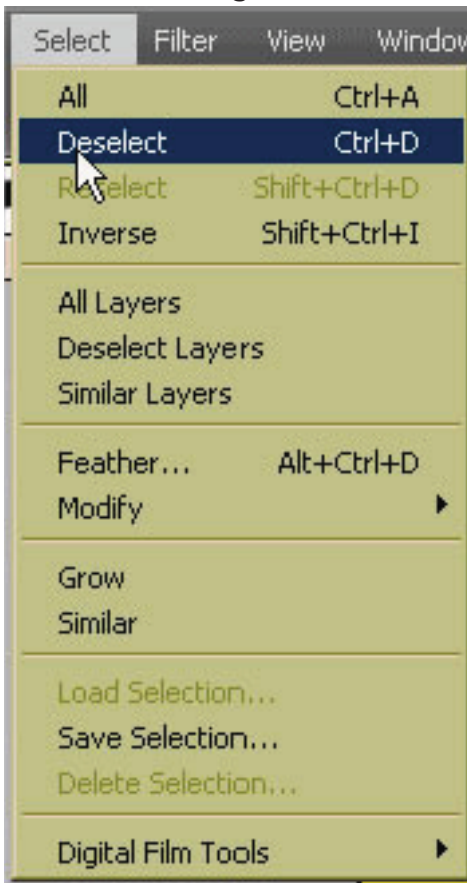 Select Filter View Window
All Ctrl+A
Deselect Ctrl+D
Reselect Shift+Ctrl+D
Inverse Shift+Ctrl+I
All Layers
Deselect Layers
Similar Layers
Feather... Alt+Ctrl+D
Modify
Grow
Similar
Load Selection...
Save Selection...
Delete Selection...
Digital Film Tools